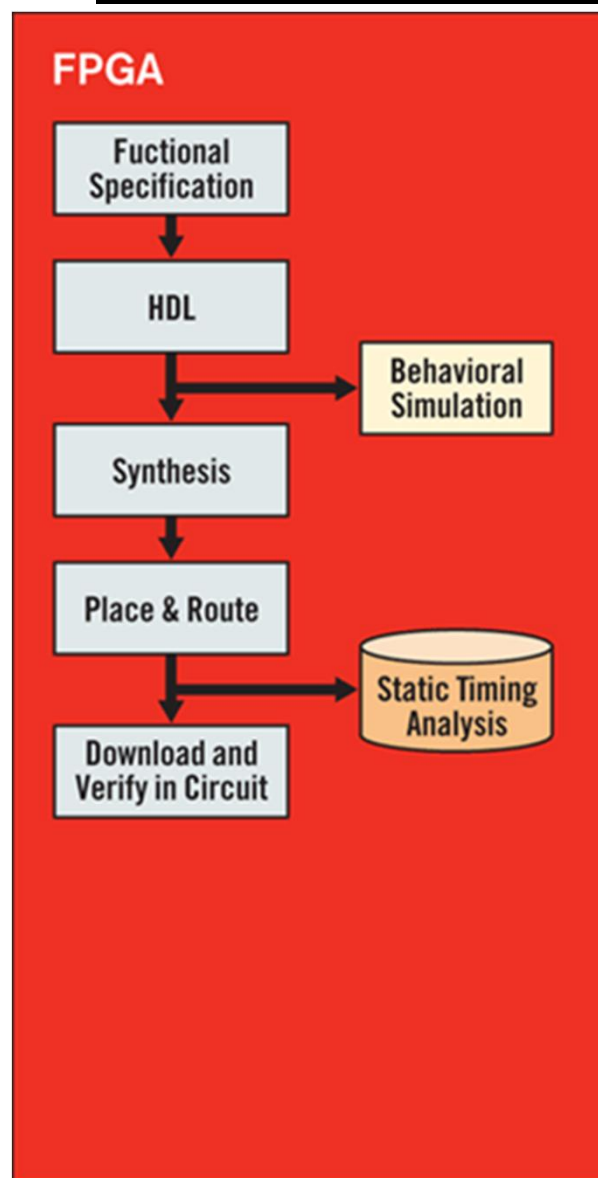 FPGA
Fuctional
Specification
HDL
Behavioral
Simulation
Synthesis
Place & Route
Static Timing
Analysis
Download and
Verify in Circuit